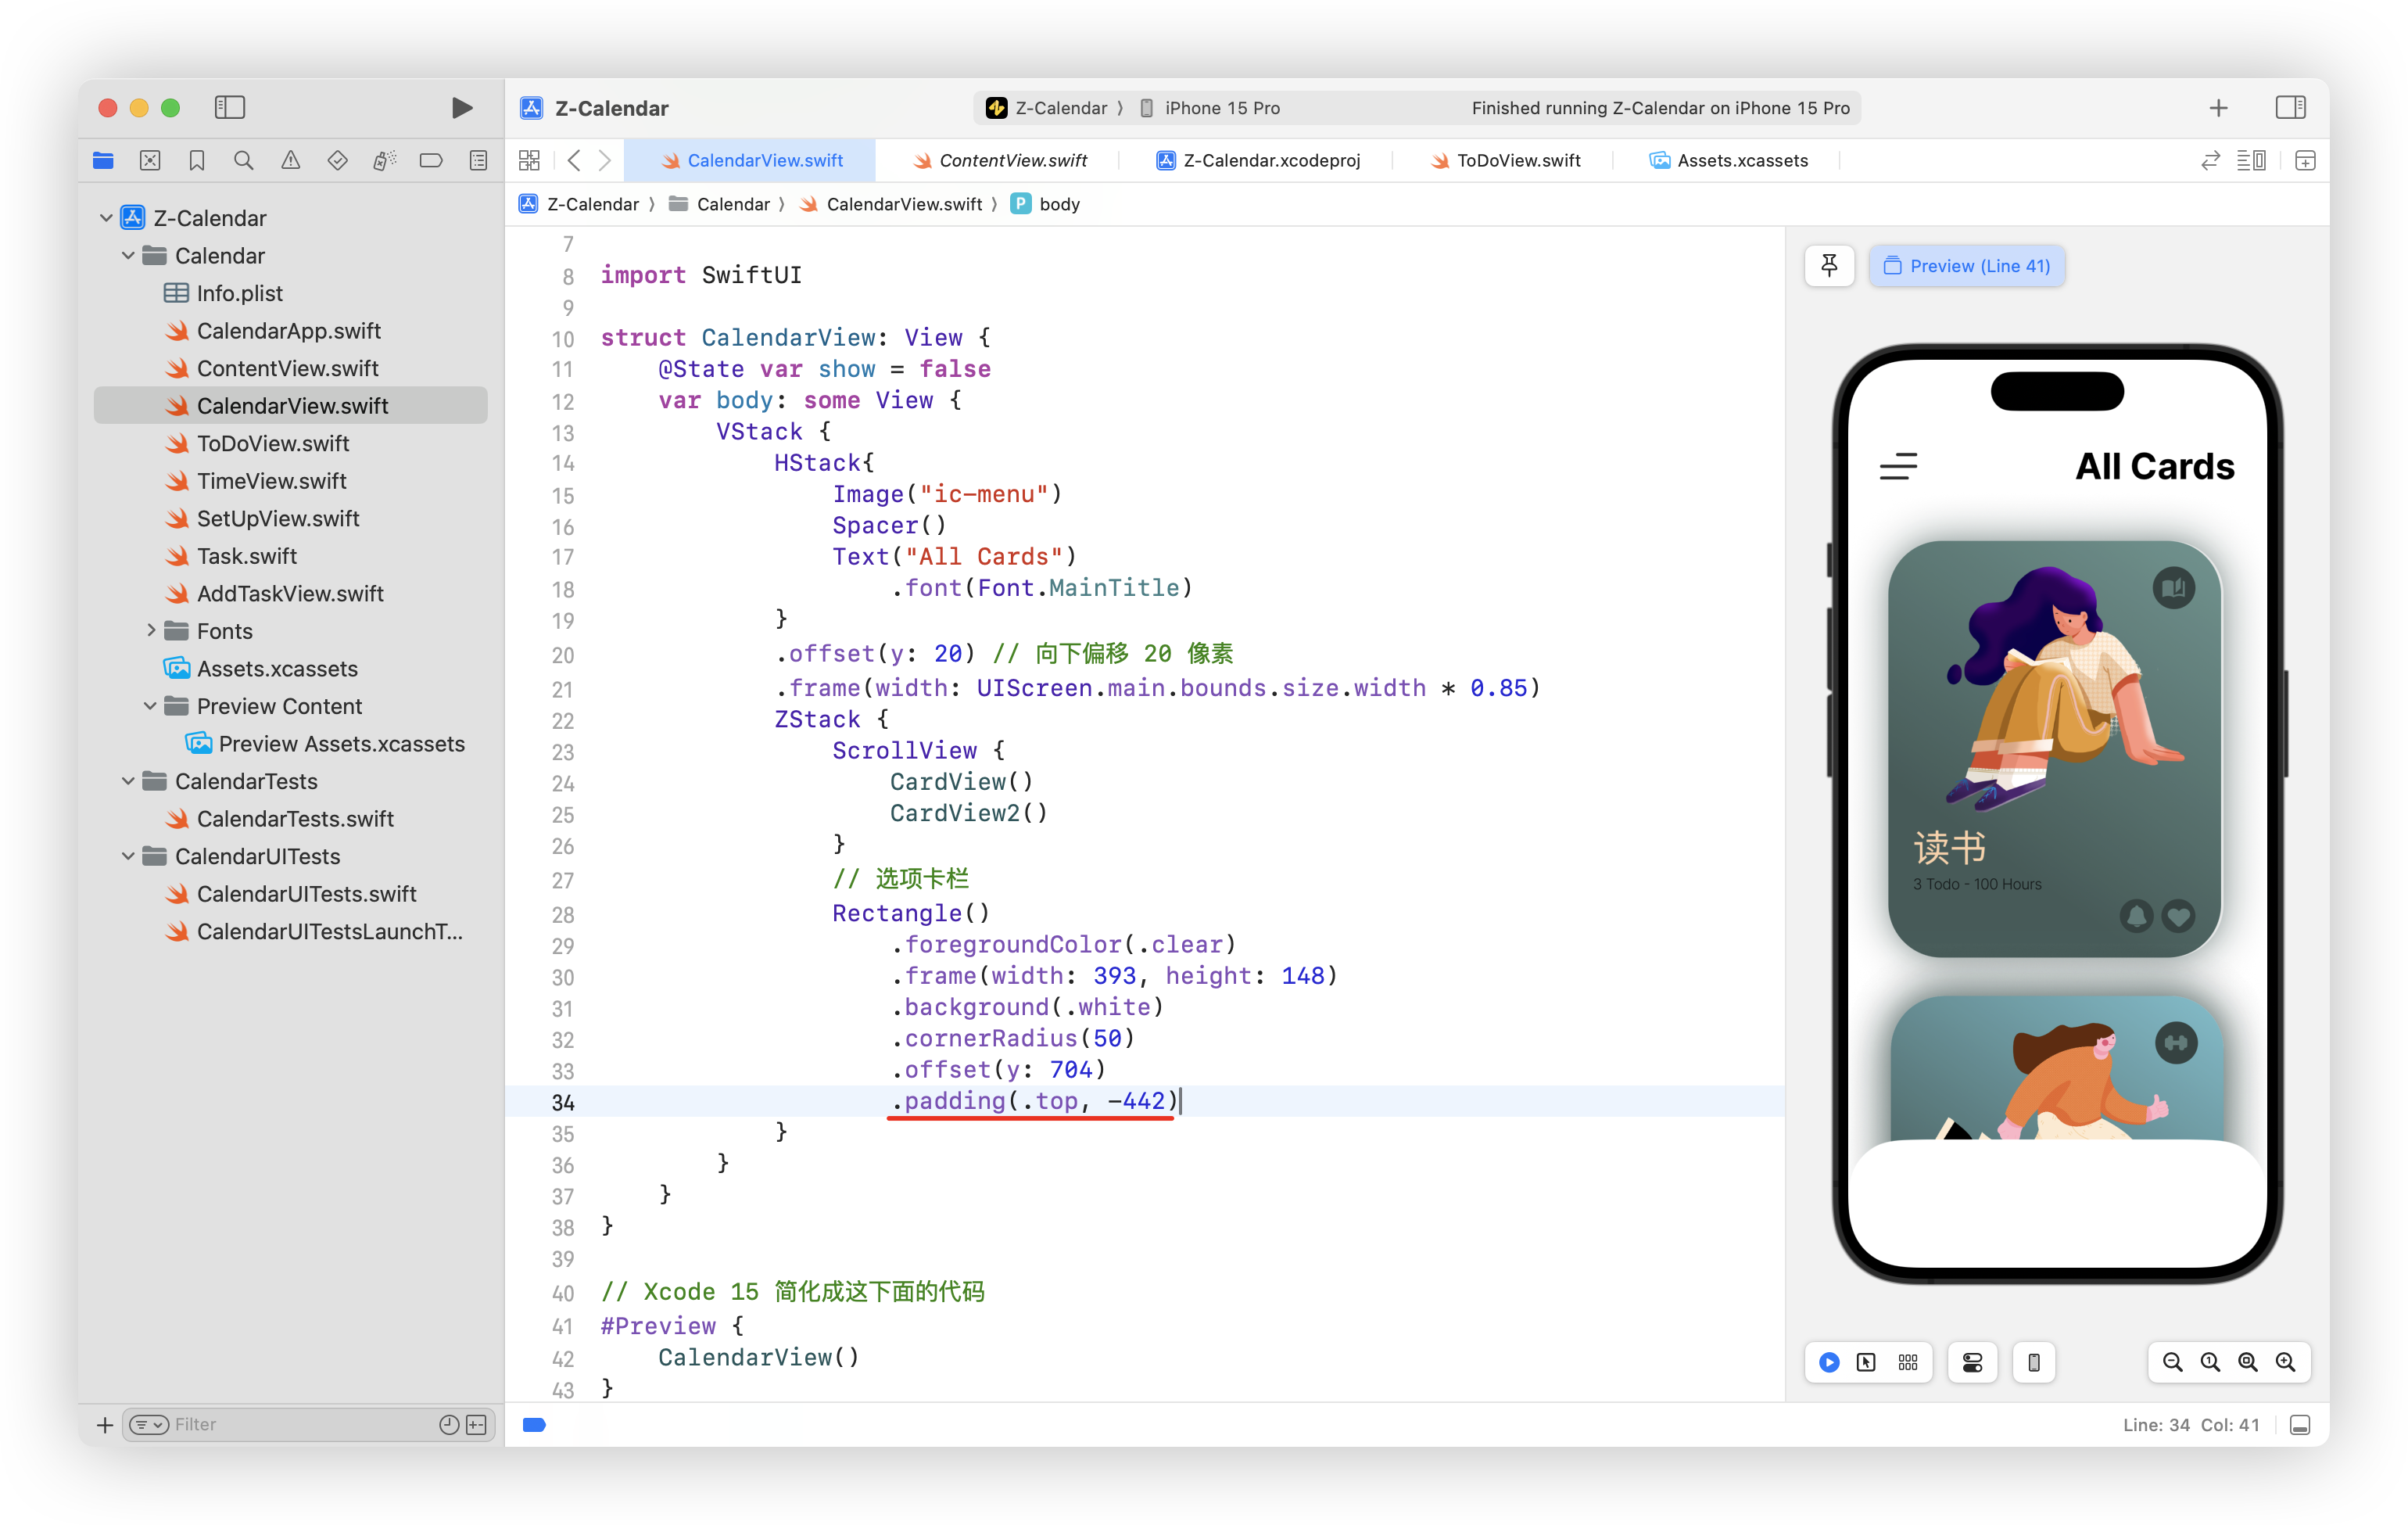 Z-Calendar
Z-Calendar 〉 iPhone 15 Pro
Finished running Z-Calendar on iPhone 15 Pro
CalendarView.swift
ContentView.swift
Z-Calendar.xcodeproj
ToDoView.swift
Assets.xcassets
Z-Calendar 〉 Calendar 〉 CalendarView.swift 〉 P body
Z-Calendar
Calendar
Info.plist
CalendarApp.swift
ContentView.swift
CalendarView.swift
ToDoView.swift
TimeView.swift
SetUpView.swift
Task.swift
AddTaskView.swift
Fonts
Assets.xcassets
Preview Content
Preview Assets.xcassets
CalendarTests
CalendarTests.swift
CalendarUITests
CalendarUITests.swift
CalendarUITestsLaunchT...
Filter
7
8 import SwiftUI
9
10 struct CalendarView: View {
11 @State var show = false
12 var body: some View {
13 VStack {
14 HStack{
15 Image("ic-menu")
16 Spacer()
17 Text("All Cards")
18 .font(Font.MainTitle)
19 }
20 .offset(y: 20) // 向下偏移 20 像素
21 .frame(width: UIScreen.main.bounds.size.width * 0.85)
22 ZStack {
23 ScrollView {
24 CardView()
25 CardView2()
26 }
27 // 选项卡栏
28 Rectangle()
29 .foregroundColor(.clear)
30 .frame(width: 393, height: 148)
31 .background(.white)
32 .cornerRadius(50)
33 .offset(y: 704)
34 .padding(.top, -442)
35 }
36 }
37 }
38 }
39
40 // Xcode 15 简化成这下面的代码
41 #Preview {
42 CalendarView()
43 }
Preview (Line 41)
All Cards
读书
3 Todo - 100 Hours
Line: 34 Col: 41